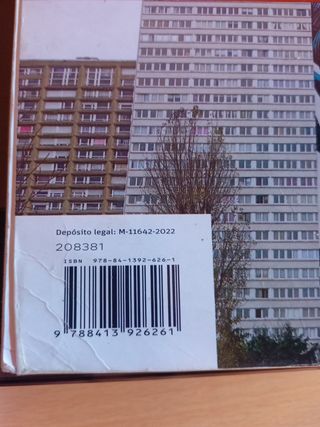 Depósito legal: M-11642-2022
208381
ISBN 978-84-1392-626-1
9 788413 926261